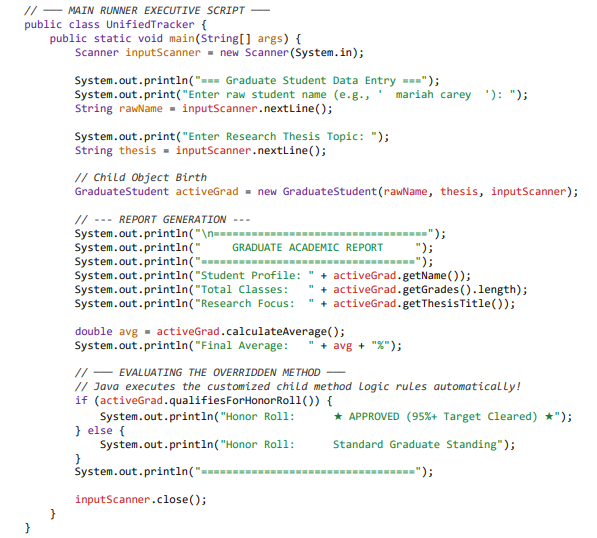 // ── MAIN RUNNER EXECUTIVE SCRIPT ──
public class UnifiedTracker {
    public static void main(String[] args) {
        Scanner inputScanner = new Scanner(System.in);

        System.out.println("=== Graduate Student Data Entry ===");
        System.out.print("Enter raw student name (e.g., '  mariah carey  '): ");
        String rawName = inputScanner.nextLine();

        System.out.print("Enter Research Thesis Topic: ");
        String thesis = inputScanner.nextLine();

        // Child Object Birth
        GraduateStudent activeGrad = new GraduateStudent(rawName, thesis, inputScanner);

        // --- REPORT GENERATION ---
        System.out.println("\n==================================");
        System.out.println("     GRADUATE ACADEMIC REPORT     ");
        System.out.println("==================================");
        System.out.println("Student Profile: " + activeGrad.getName());
        System.out.println("Total Classes:   " + activeGrad.getGrades().length);
        System.out.println("Research Focus:  " + activeGrad.getThesisTitle());

        double avg = activeGrad.calculateAverage();
        System.out.println("Final Average:   " + avg + "%");

        // ── EVALUATING THE OVERRIDDEN METHOD ──
        // Java executes the customized child method logic rules automatically!
        if (activeGrad.qualifiesForHonorRoll()) {
            System.out.println("Honor Roll:      ★ APPROVED (95%+ Target Cleared) ★");
        } else {
            System.out.println("Honor Roll:      Standard Graduate Standing");
        }
        System.out.println("==================================");

        inputScanner.close();
    }
}